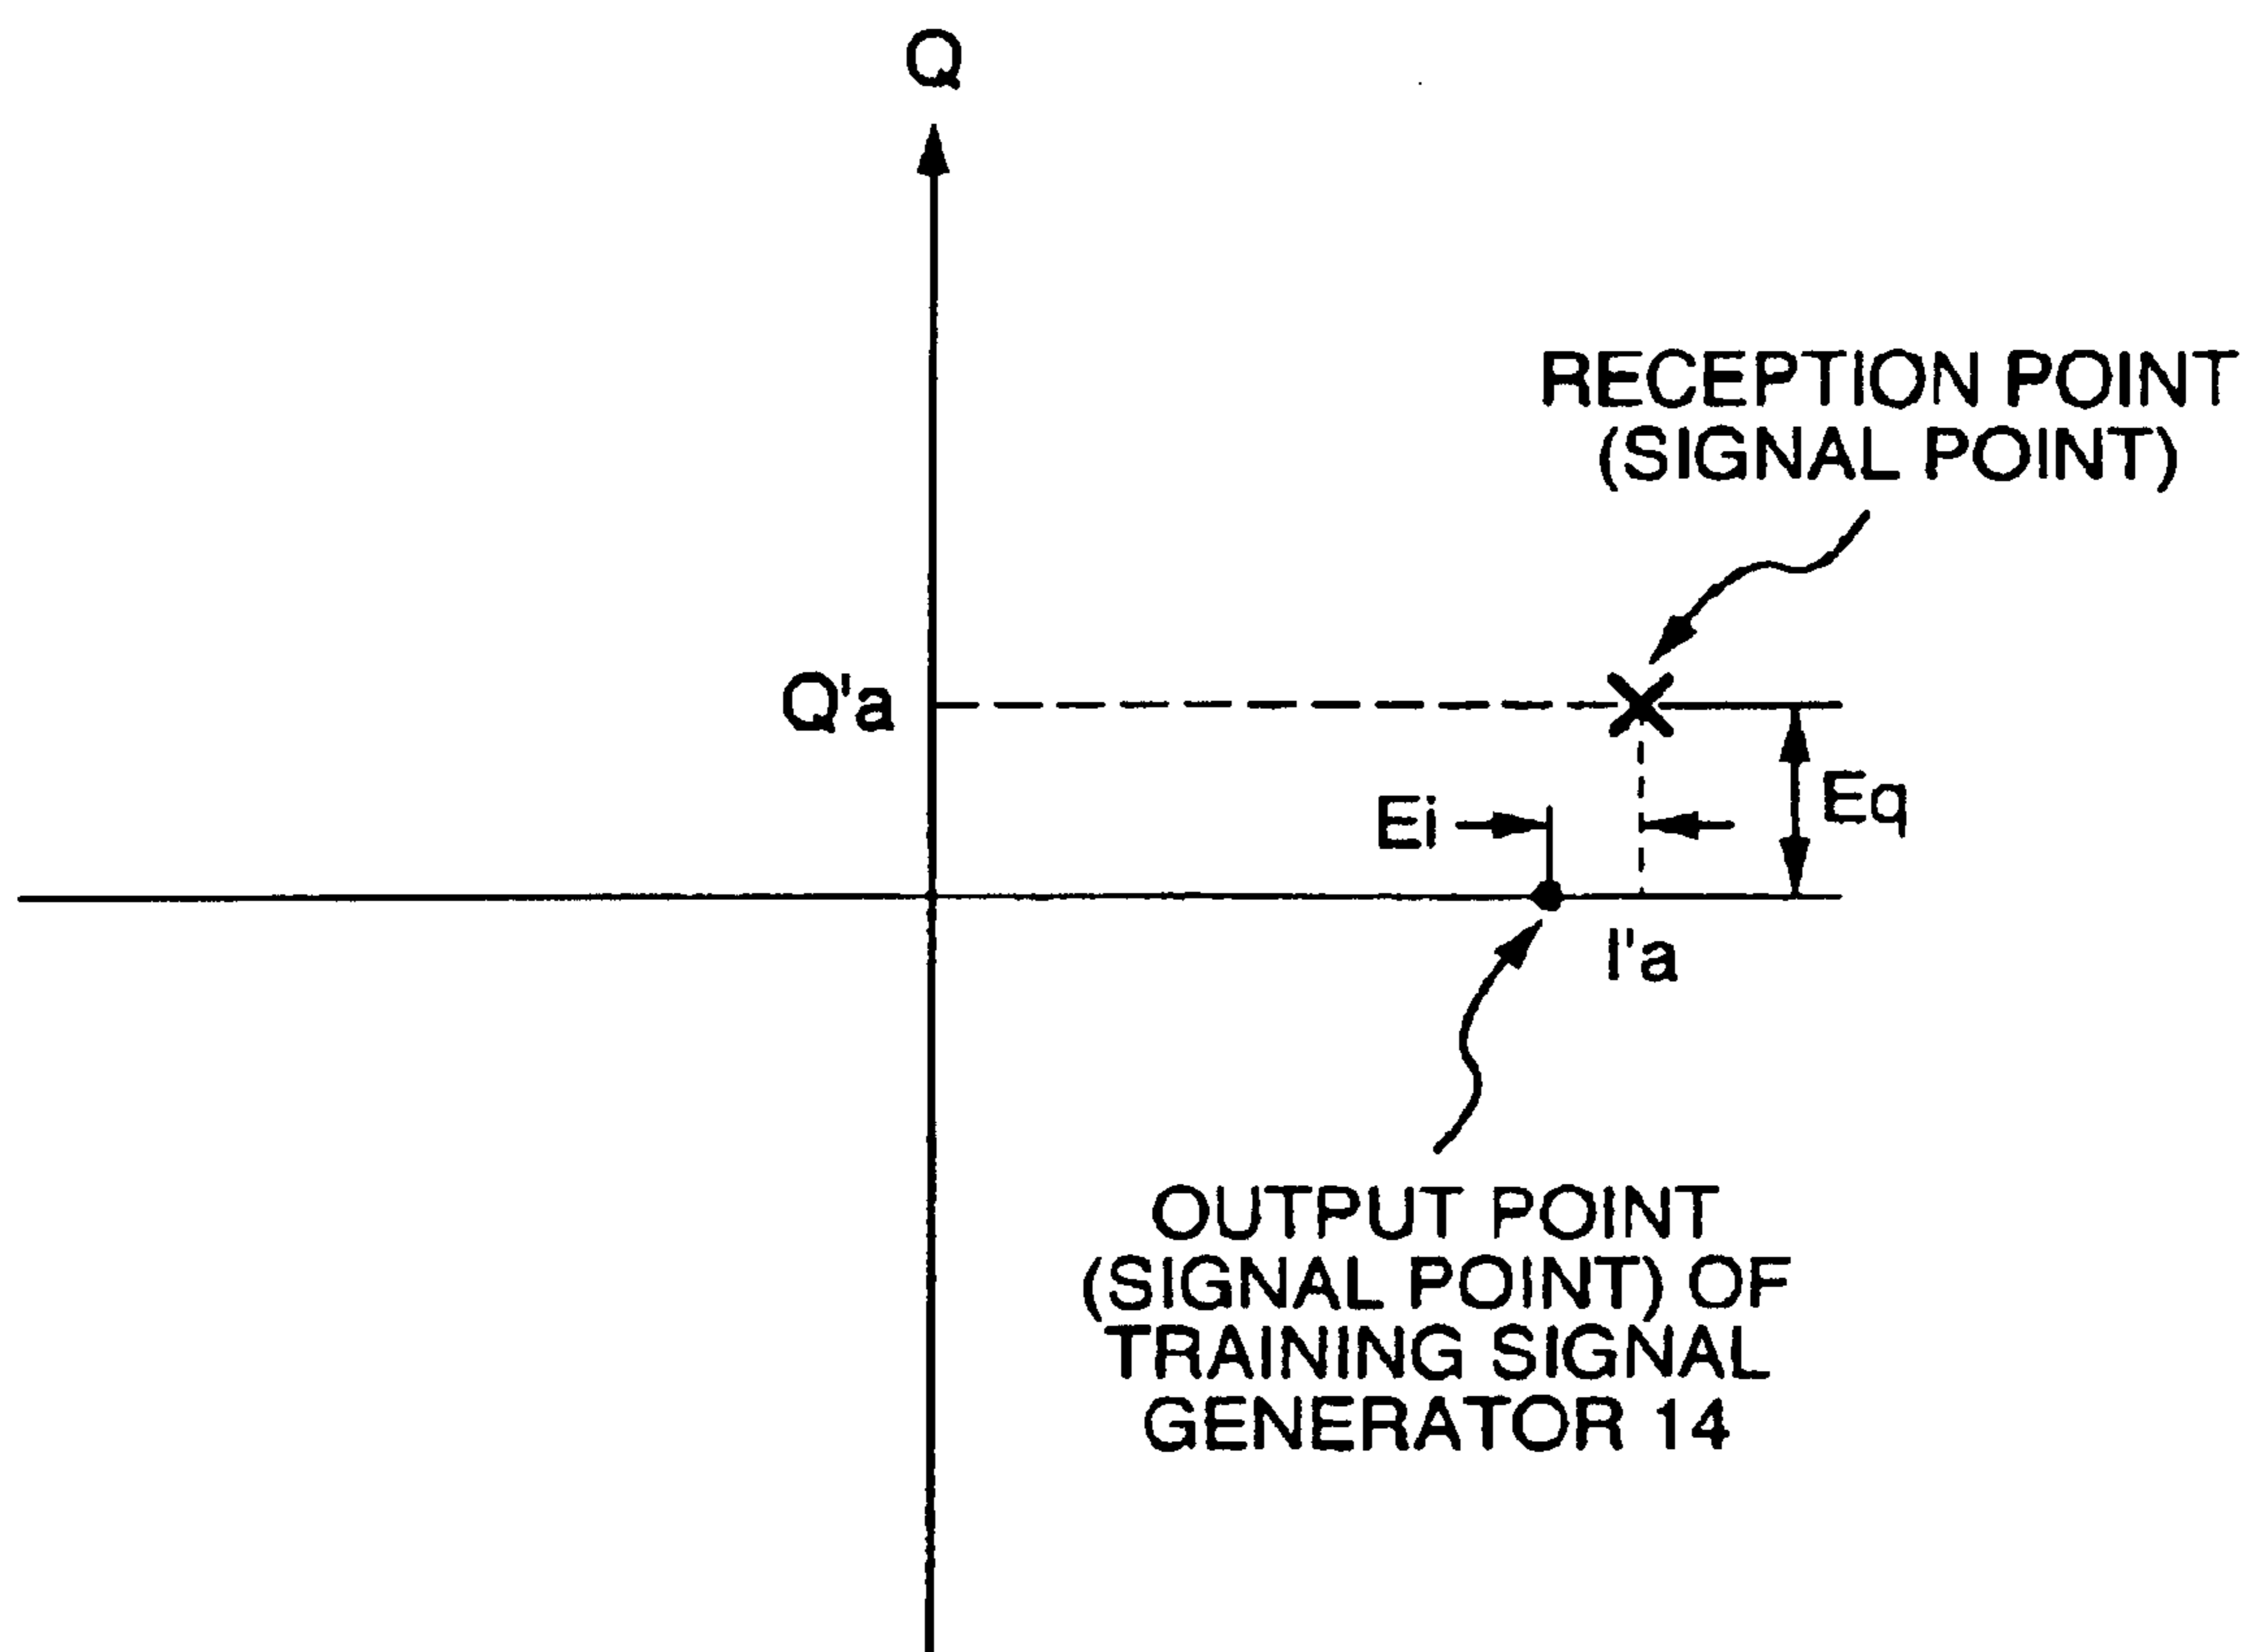 Q
RECEPTION POINT
(SIGNAL POINT)
Q'a
Ei
Eq
I'a
OUTPUT POINT
(SIGNAL POINT) OF
TRAINING SIGNAL
GENERATOR 14